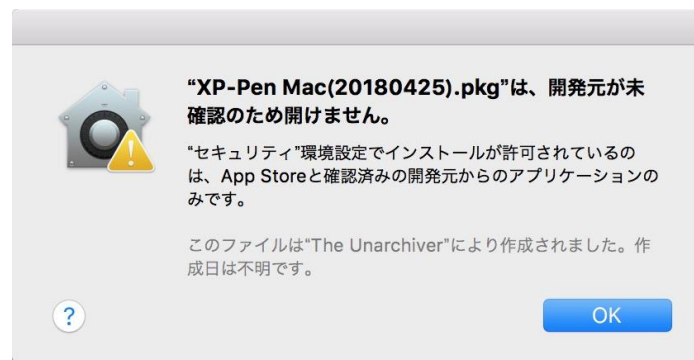 “XP-Pen Mac(20180425).pkg”は、開発元が未
確認のため開けません。
“セキュリティ”環境設定でインストールが許可されているの
は、App Storeと確認済みの開発元からのアプリケーションの
みです。
このファイルは“The Unarchiver”により作成されました。作
成日は不明です。
?
OK